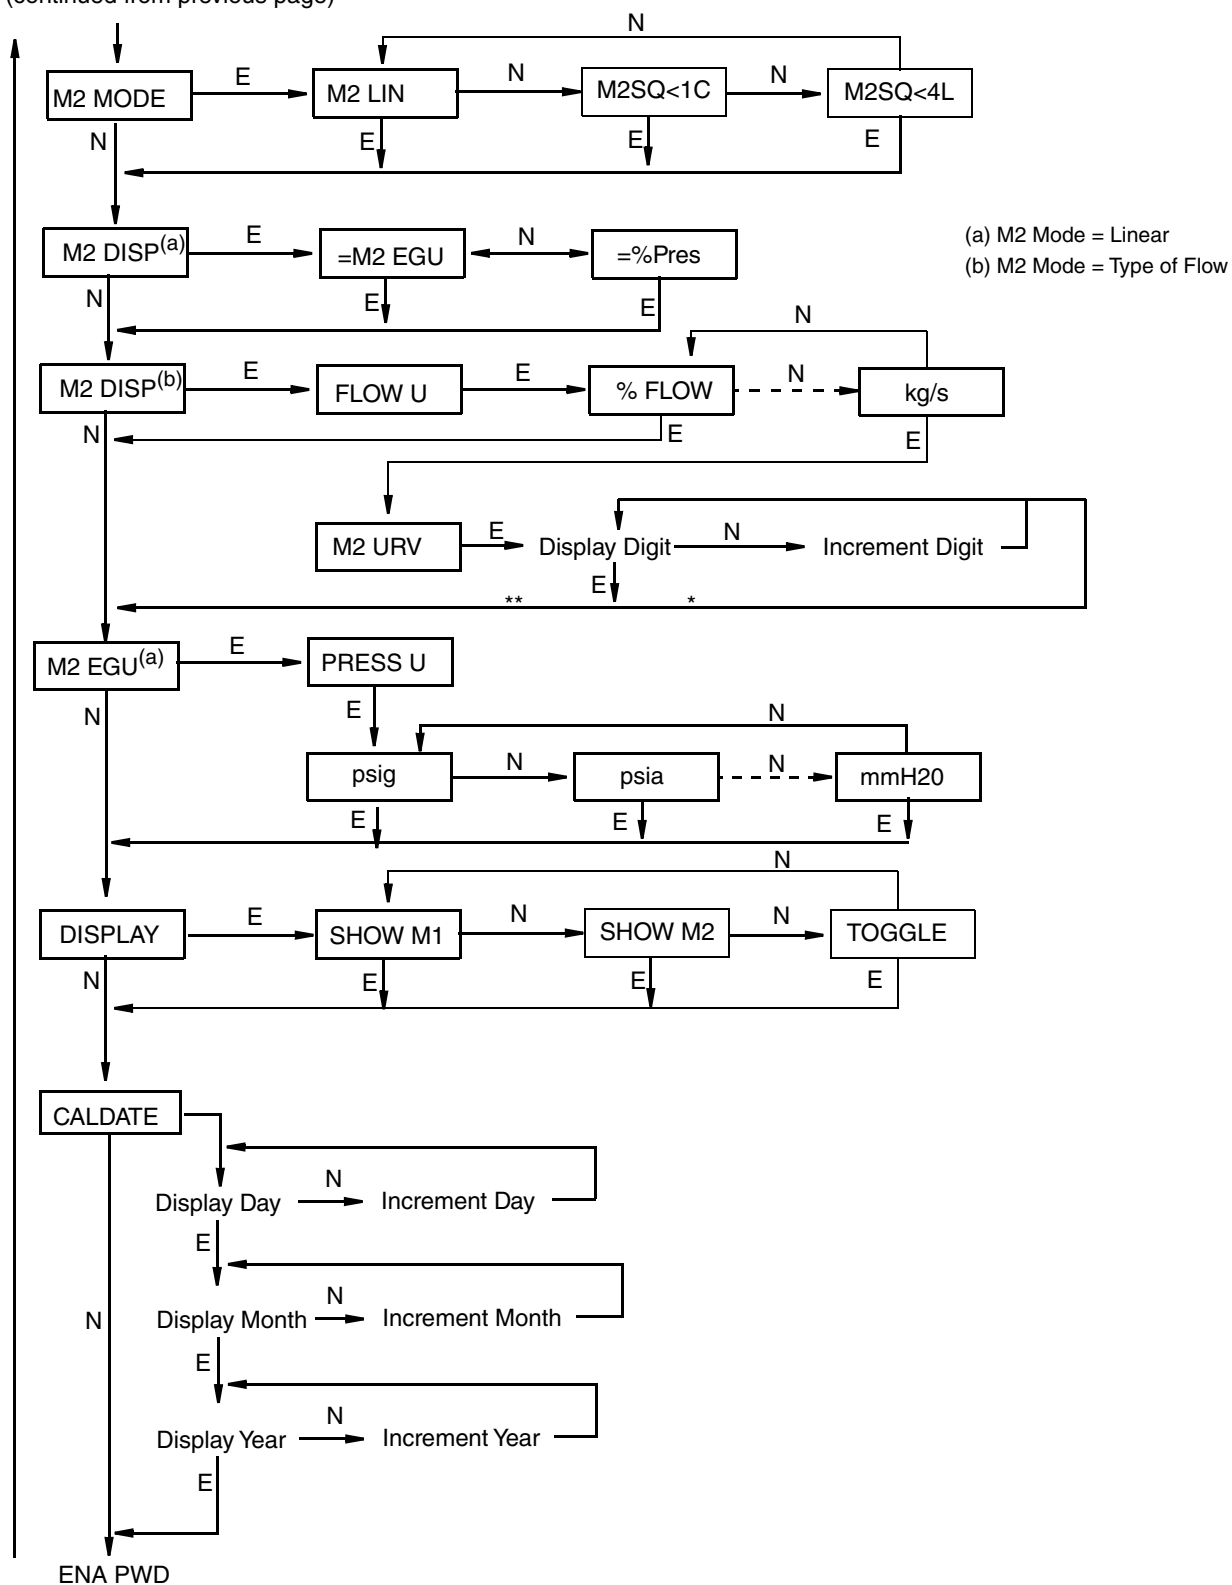 (continued from previous page)
N
M2 MODE
E
M2 LIN
N
M2SQ<1C
N
M2SQ<4L
N
E
E
E
M2 DISP(a)
E
=M2 EGU
N
=%Pres
(a) M2 Mode = Linear
(b) M2 Mode = Type of Flow
N
E
E
N
M2 DISP(b)
E
FLOW U
E
% FLOW
N
kg/s
N
E
E
M2 URV
E
Display Digit
N
Increment Digit
E
**
*
M2 EGU(a)
E
PRESS U
N
E
N
psig
N
psia
N
mmH20
E
E
E
N
DISPLAY
E
SHOW M1
N
SHOW M2
N
TOGGLE
N
E
E
E
CALDATE
Display Day
N
Increment Day
E
N
Display Month
N
Increment Month
E
Display Year
N
Increment Year
E
ENA PWD